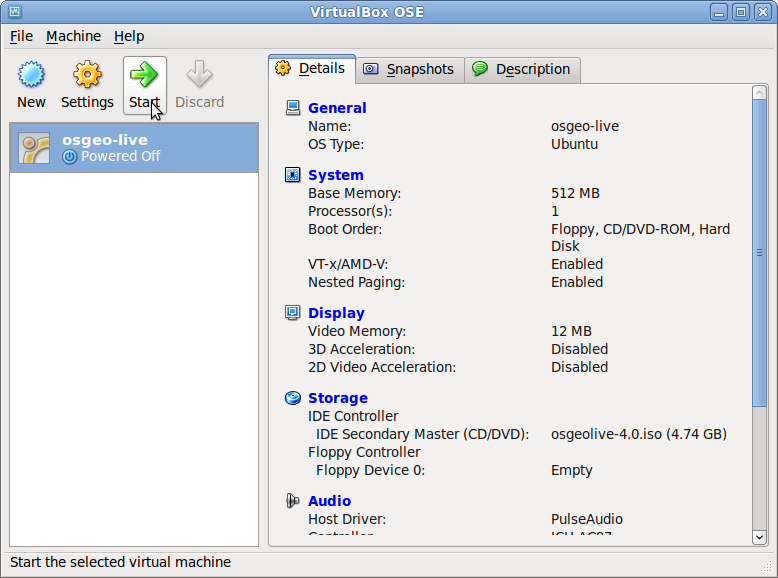 VirtualBox OSE
File Machine Help
New Settings Start Discard
osgeo-live
Powered Off
Details Snapshots Description
General
Name: osgeo-live
OS Type: Ubuntu
System
Base Memory: 512 MB
Processor(s): 1
Boot Order: Floppy, CD/DVD-ROM, Hard
Disk
VT-x/AMD-V: Enabled
Nested Paging: Enabled
Display
Video Memory: 12 MB
3D Acceleration: Disabled
2D Video Acceleration: Disabled
Storage
IDE Controller
IDE Secondary Master (CD/DVD): osgeolive-4.0.iso (4.74 GB)
Floppy Controller
Floppy Device 0: Empty
Audio
Host Driver: PulseAudio
Controller: ICH AC97
Start the selected virtual machine